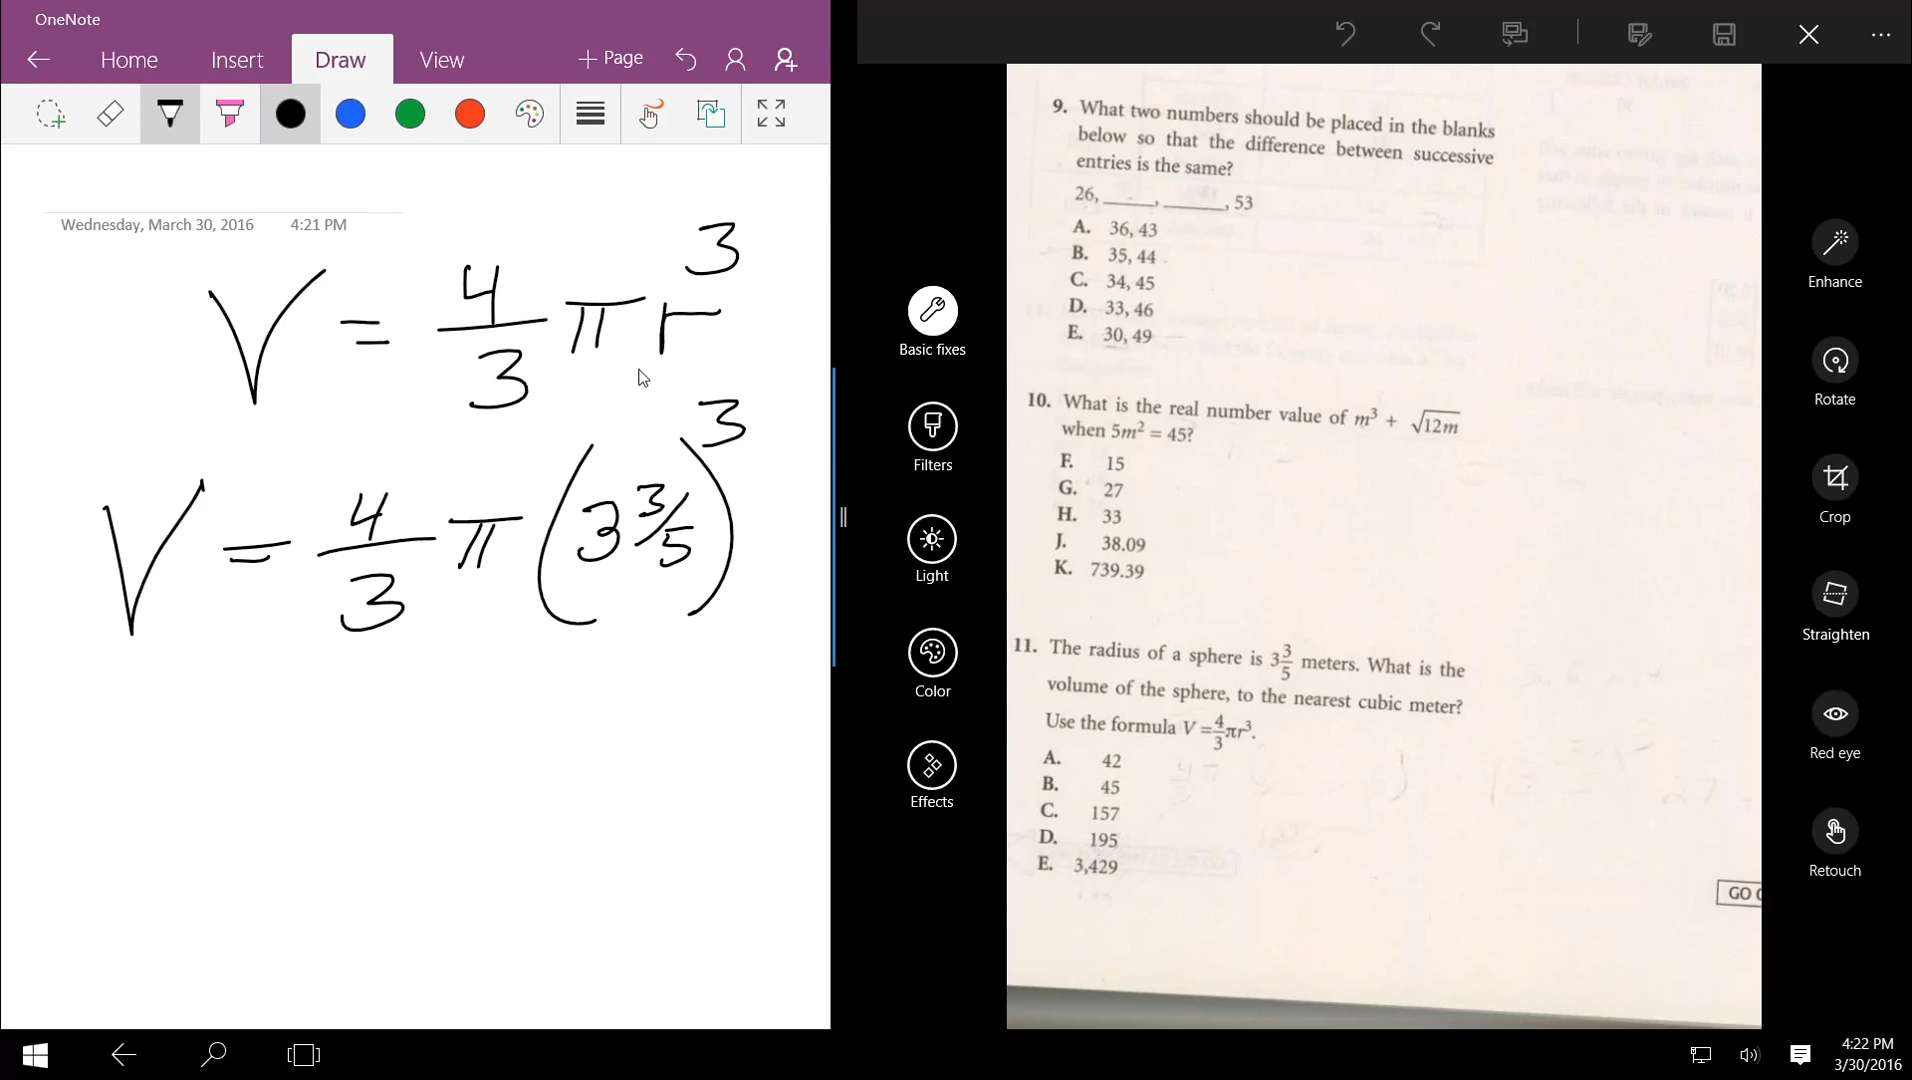 OneNote
Home Insert Draw View + Page
Wednesday, March 30, 2016 4:21 PM
V = 4/3 π r³
V = 4/3 π (3 3/5)³
Basic fixes
Filters
Light
Color
Effects
9. What two numbers should be placed in the blanks
below so that the difference between successive
entries is the same?
26, _____, ______, 53
A. 36, 43
B. 35, 44
C. 34, 45
D. 33, 46
E. 30, 49
10. What is the real number value of m³ + √12m
when 5m² = 45?
F. 15
G. 27
H. 33
J. 38.09
K. 739.39
11. The radius of a sphere is 3 3/5 meters. What is the
volume of the sphere, to the nearest cubic meter?
Use the formula V = 4/3 πr³.
A. 42
B. 45
C. 157
D. 195
E. 3,429
Enhance
Rotate
Crop
Straighten
Red eye
Retouch
4:22 PM
3/30/2016